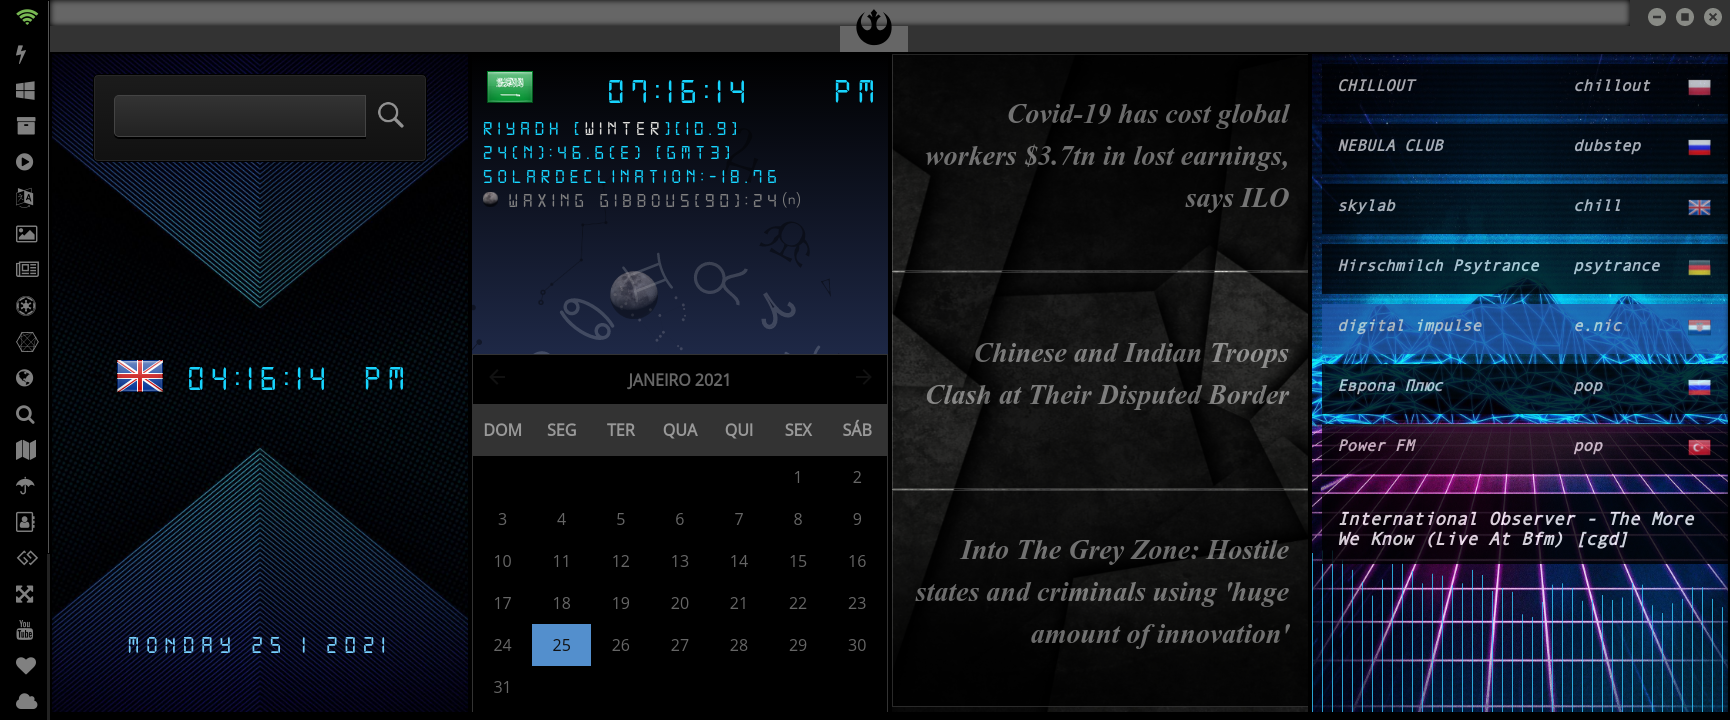 04:16:14 PM
MONDAY 25 1 2021
07:16:14 PM
RIYADH [WINTER][10.9]
24(N):46.6(E) [GMT3]
SOLARDECLINATION:-18.76
WAXING GIBBOUS(90):24(n)
JANEIRO 2021
DOM SEG TER QUA QUI SEX SÁB
1 2
3 4 5 6 7 8 9
10 11 12 13 14 15 16
17 18 19 20 21 22 23
24 25 26 27 28 29 30
31
Covid-19 has cost global
workers $3.7tn in lost earnings,
says ILO
Chinese and Indian Troops
Clash at Their Disputed Border
Into The Grey Zone: Hostile
states and criminals using 'huge
amount of innovation'
CHILLOUT chillout
NEBULA CLUB dubstep
skylab chill
Hirschmilch Psytrance psytrance
digital impulse e.nic
Европа Плюс pop
Power FM pop
International Observer - The More
We Know (Live At Bfm) [cgd]